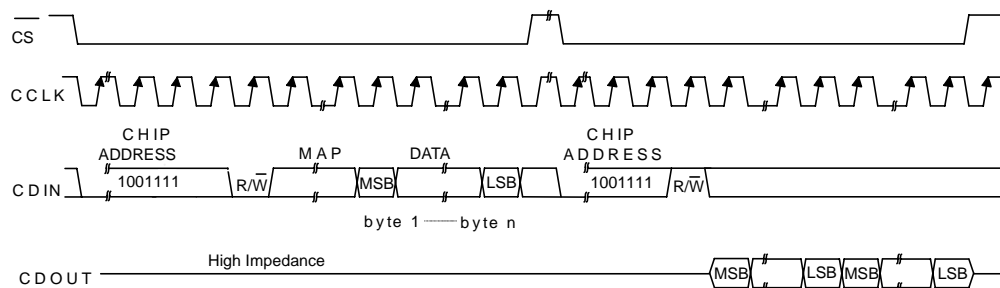 CS
CCLK
CHIP ADDRESS
MAP
DATA
CHIP ADDRESS
CDIN
1001111
R/W
MSB
LSB
1001111
R/W
byte 1
byte n
High Impedance
CDOUT
MSB
LSB
MSB
LSB